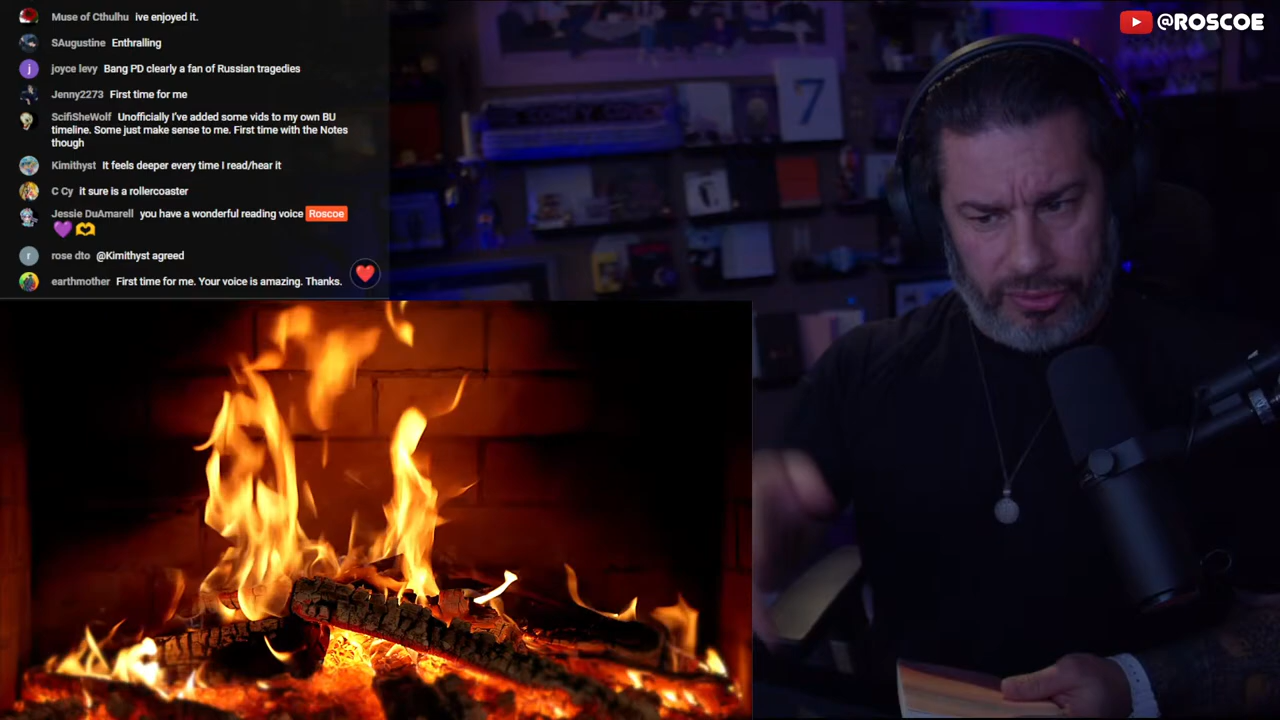 @ROSCOE
Muse of Cthulhu ive enjoyed it.
SAugustine Enthralling
j joyce levy Bang PD clearly a fan of Russian tragedies
Jenny2273 First time for me
ScifiSheWolf Unofficially I've added some vids to my own BU
timeline. Some just make sense to me. First time with the Notes
though
Kimithyst It feels deeper every time I read/hear it
C Cy it sure is a rollercoaster
Jessie DuAmarell you have a wonderful reading voice Roscoe
r rose dto @Kimithyst agreed
earthmother First time for me. Your voice is amazing. Thanks.
7